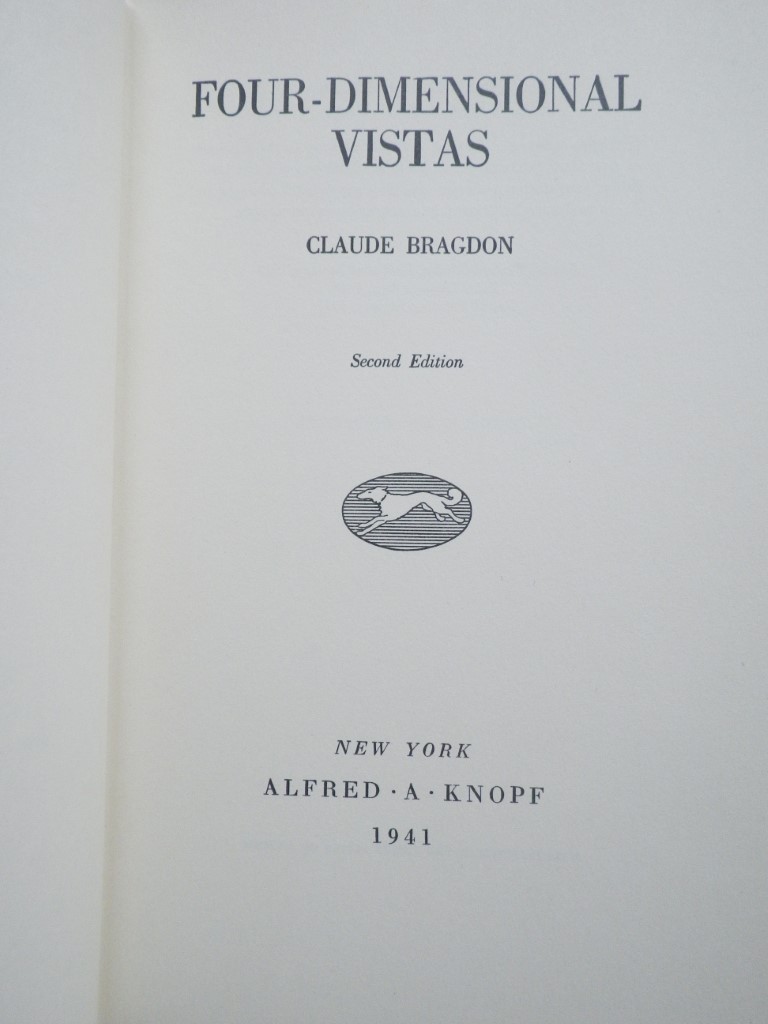 FOUR-DIMENSIONAL
VISTAS
CLAUDE BRAGDON
Second Edition
NEW YORK
ALFRED · A · KNOPF
1941